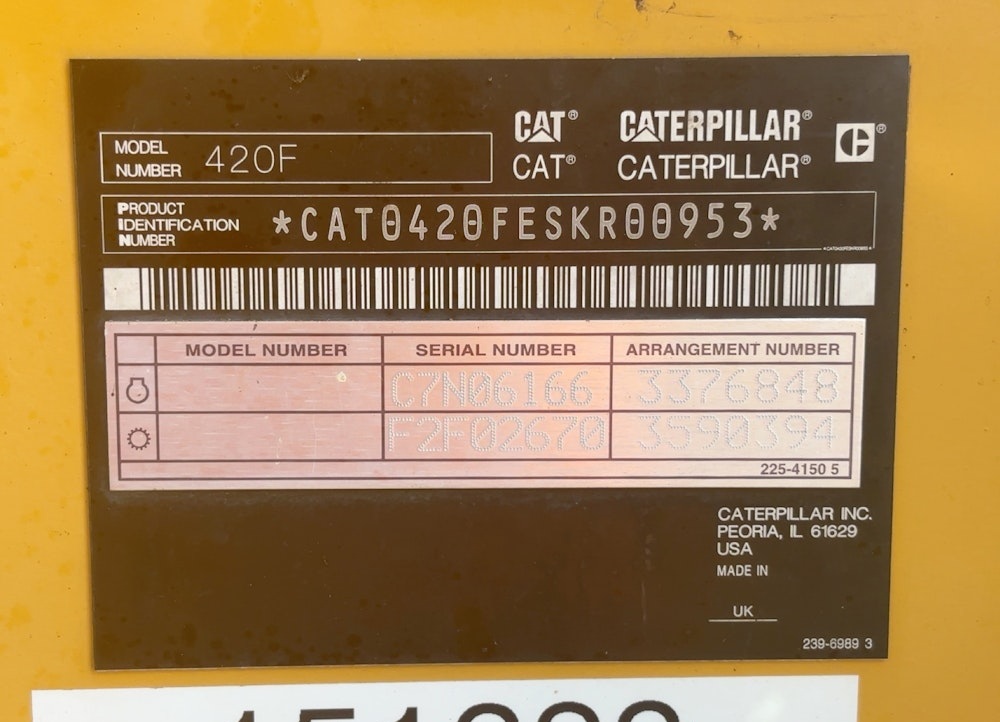 CAT® CATERPILLAR®
CAT® CATERPILLAR® ®
MODEL
NUMBER 420F
PRODUCT
IDENTIFICATION
NUMBER *CAT0420FESKR00953*
MODEL NUMBER SERIAL NUMBER ARRANGEMENT NUMBER
C7N06166 3376848
F2F02670 3590394
225-4150 5
CATERPILLAR INC.
PEORIA, IL 61629
USA
MADE IN
UK
239-6989 3